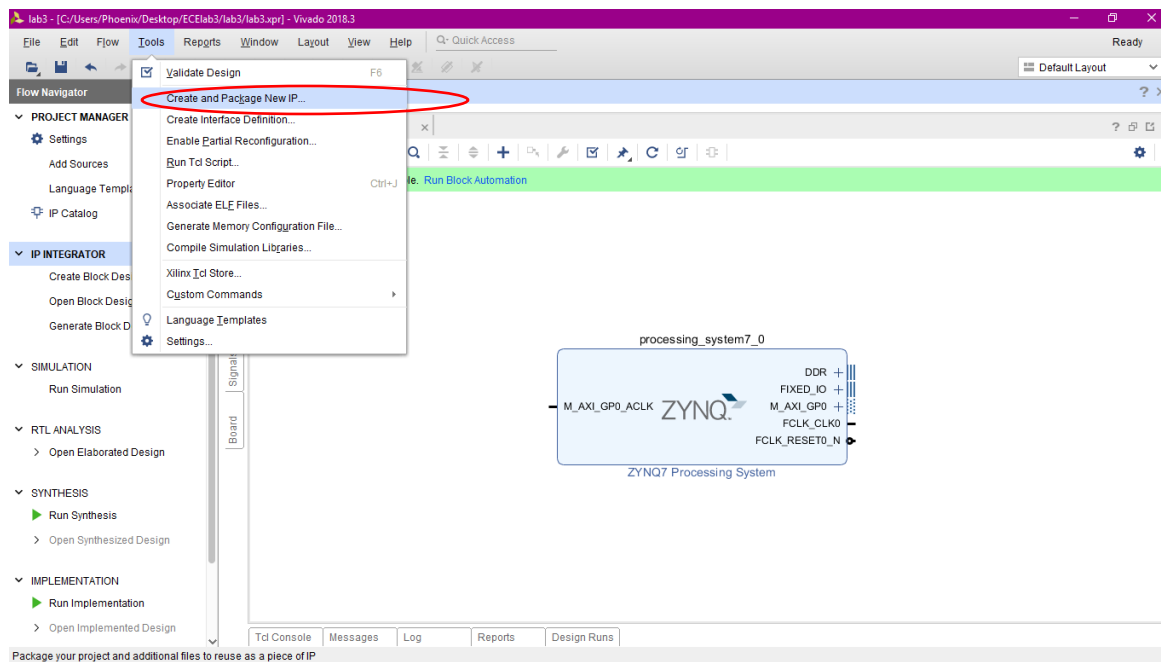 lab3 - [C:/Users/Phoenix/Desktop/ECElab3/lab3/lab3.xpr] - Vivado 2018.3
File Edit Flow Tools Reports Window Layout View Help Quick Access Ready
Default Layout
Flow Navigator
PROJECT MANAGER
Settings
Add Sources
Language Templa
IP Catalog
IP INTEGRATOR
Create Block Des
Open Block Desig
Generate Block D
SIMULATION
Run Simulation
RTL ANALYSIS
Open Elaborated Design
SYNTHESIS
Run Synthesis
Open Synthesized Design
IMPLEMENTATION
Run Implementation
Open Implemented Design
Validate Design F6
Create and Package New IP...
Create Interface Definition...
Enable Partial Reconfiguration...
Run Tcl Script...
Property Editor Ctrl+J
Associate ELF Files...
Generate Memory Configuration File...
Compile Simulation Libraries...
Xilinx Tcl Store...
Custom Commands
Language Templates
Settings...
le. Run Block Automation
Signals
Board
processing_system7_0
DDR
FIXED_IO
M_AXI_GP0_ACLK ZYNQ M_AXI_GP0
FCLK_CLK0
FCLK_RESET0_N
ZYNQ7 Processing System
Tcl Console Messages Log Reports Design Runs
Package your project and additional files to reuse as a piece of IP